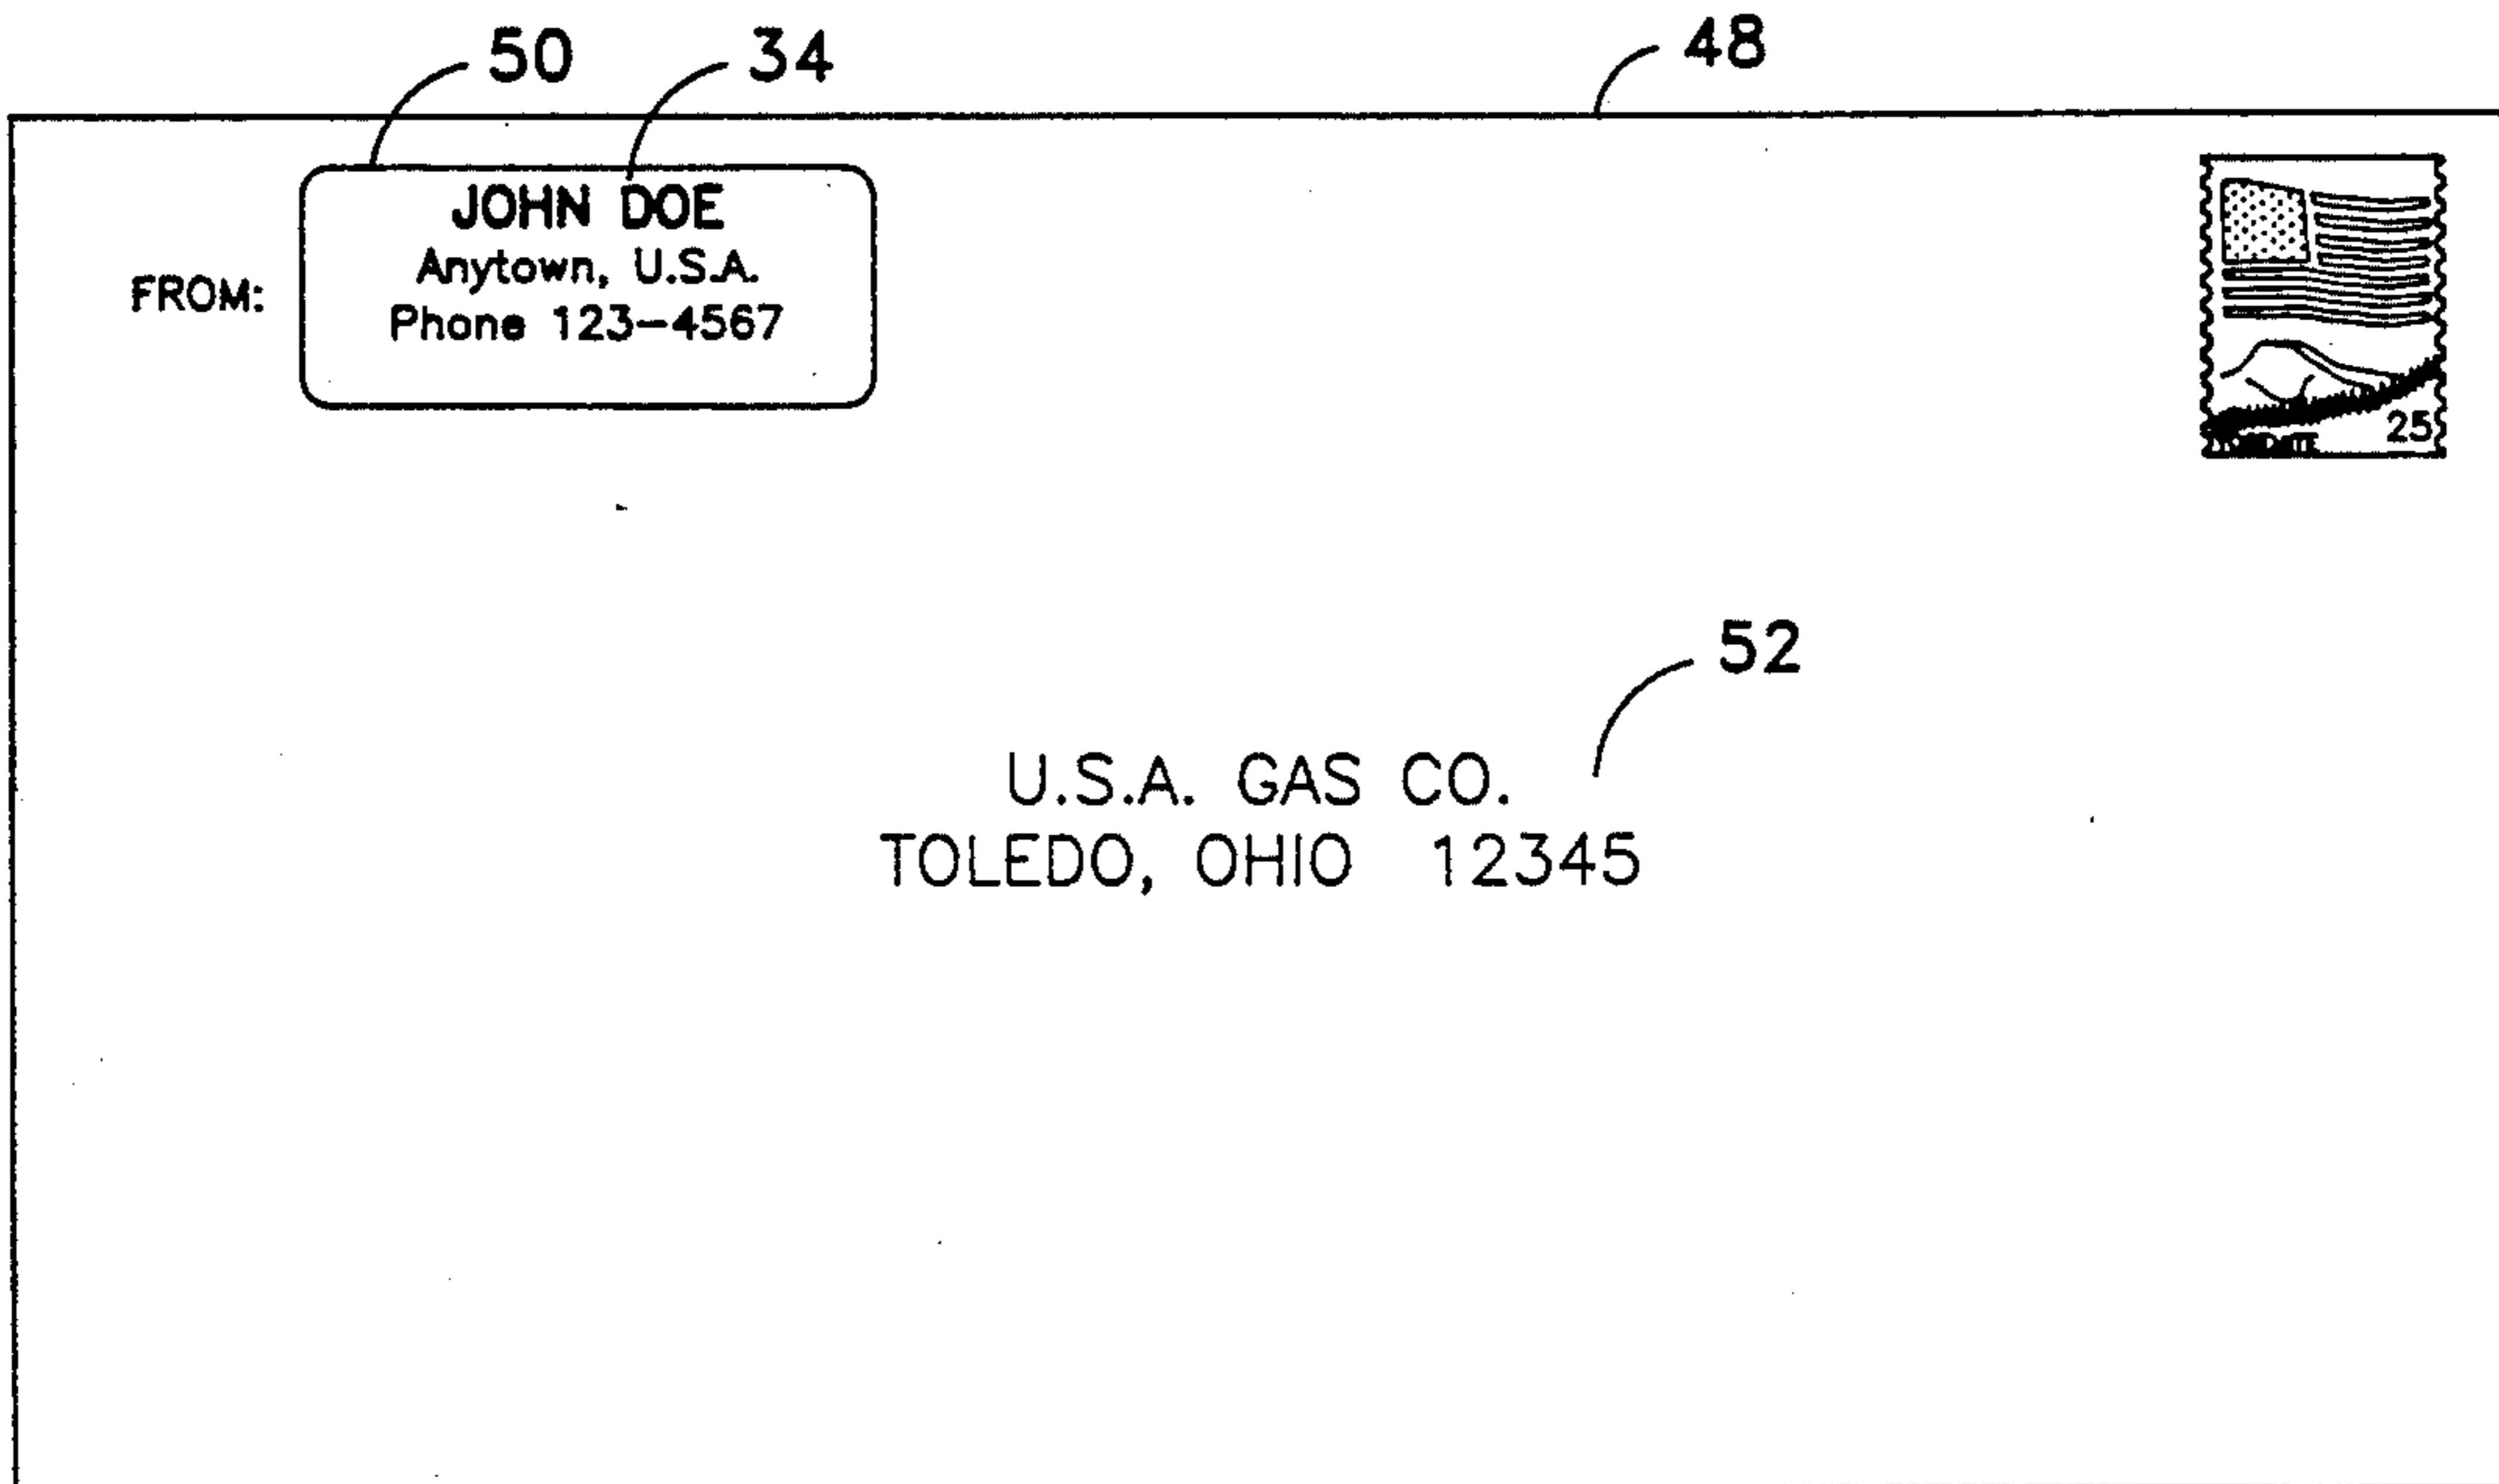 50 34 48
JOHN DOE
Anytown, U.S.A.
FROM:
Phone 123-4567
25
52
U.S.A. GAS CO.
TOLEDO, OHIO 12345